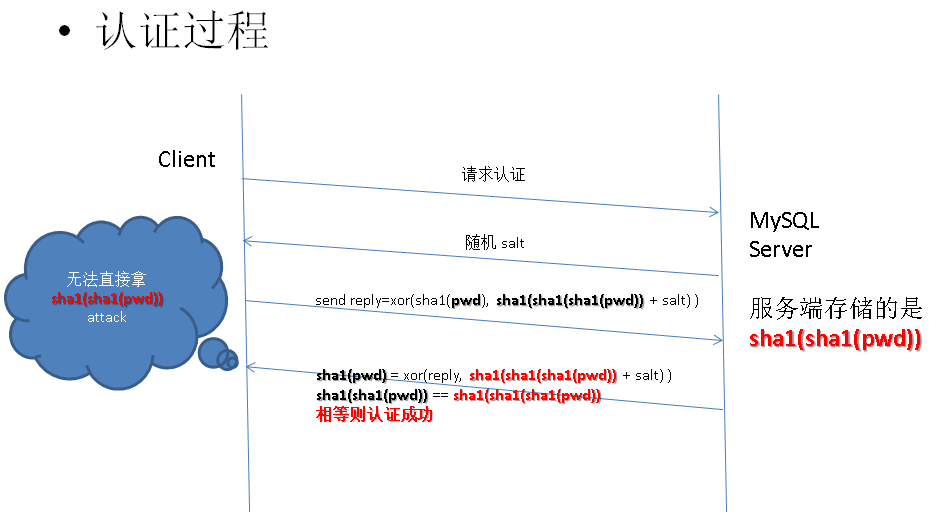 • 认证过程
Client
请求认证
MySQL
Server
随机 salt
无法直接拿
sha1(sha1(pwd))
attack
send reply=xor(sha1(pwd), sha1(sha1(sha1(pwd)) + salt) )
服务端存储的是
sha1(sha1(pwd))
sha1(pwd) = xor(reply, sha1(sha1(sha1(pwd)) + salt) )
sha1(sha1(pwd)) == sha1(sha1(sha1(pwd))
相等则认证成功